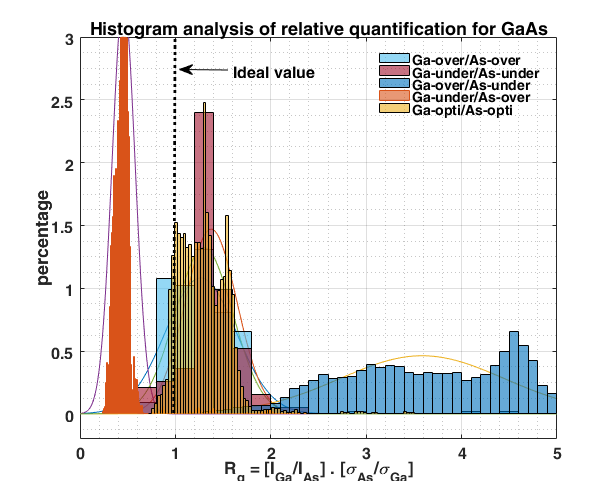 Histogram analysis of relative quantification for GaAs
3
2.5
2
1.5
1
0.5
0
percentage
Ideal value
Ga-over/As-over
Ga-under/As-under
Ga-over/As-under
Ga-under/As-over
Ga-opti/As-opti
0 1 2 3 4 5
R_q = [I_Ga/I_As] . [σ_As/σ_Ga]